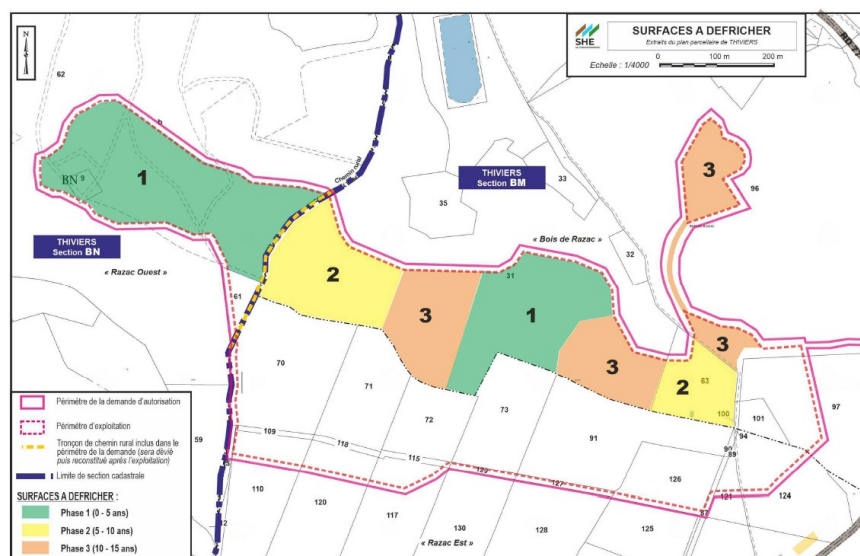 N
SHE
SURFACES A DEFRICHER
Extraits du plan parcellaire de THIVIERS
Echelle : 1/4000
0 100 m 200 m
62
b
1
BN 9
Chemin rural
THIVIERS
Section BM
33
35
3
96
THIVIERS
Section BN
« Razac Ouest »
« Bois de Razac »
32
61
2
3
31
1
3
3
2
63
100
70
71
72
73
91
101
97
94
90
89
59
109
118
115
129
127
126
121
124
110
120
117
130
128
125
87
« Razac Est »
Périmètre de la demande d'autorisation
Périmètre d'exploitation
Tronçon de chemin rural inclus dans le
périmètre de la demande (sera dévié
puis reconstitué après l'exploitation)
Limite de section cadastrale
SURFACES A DEFRICHER :
Phase 1 (0 - 5 ans)
Phase 2 (5 - 10 ans)
Phase 3 (10 - 15 ans)